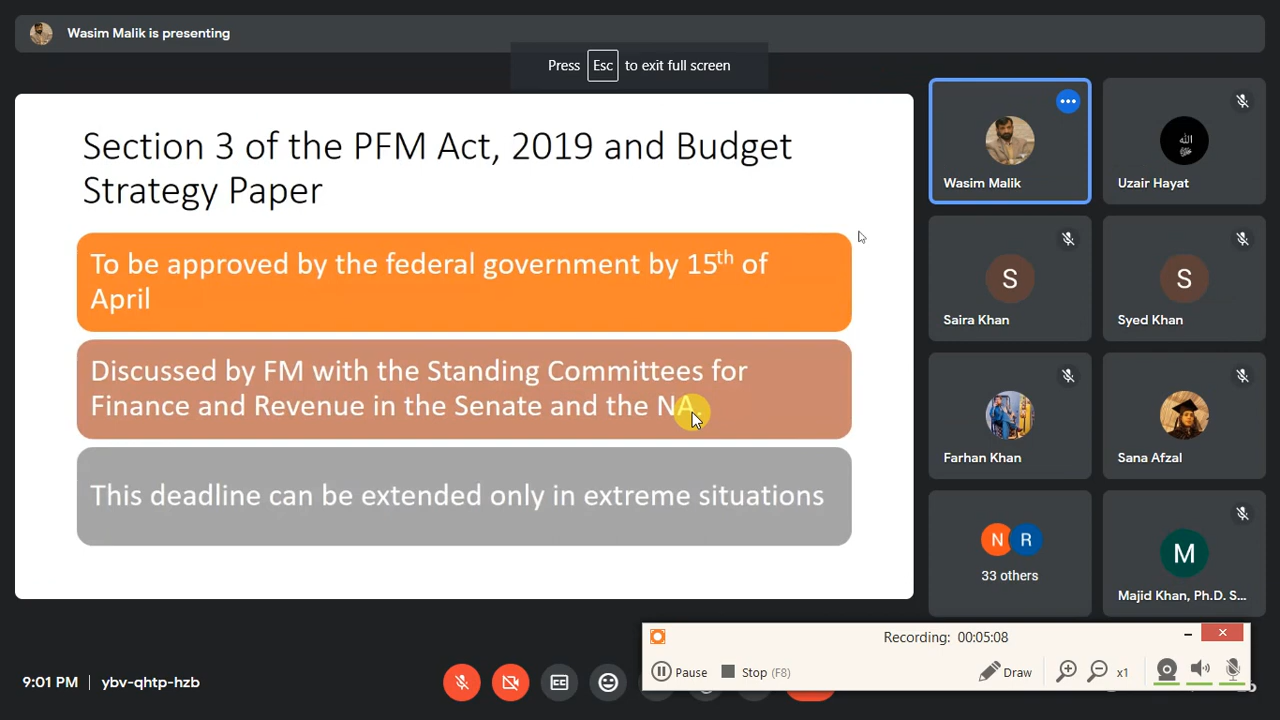 Wasim Malik is presenting
Press Esc to exit full screen
Section 3 of the PFM Act, 2019 and Budget
Strategy Paper
To be approved by the federal government by 15th of
April
Discussed by FM with the Standing Committees for
Finance and Revenue in the Senate and the NA.
This deadline can be extended only in extreme situations
Wasim Malik
Uzair Hayat
S
Saira Khan
S
Syed Khan
Farhan Khan
Sana Afzal
N R
33 others
M
Majid Khan, Ph.D. S...
Recording: 00:05:08
Pause
Stop (F8)
Draw
x1
9:01 PM | ybv-qhtp-hzb
CC